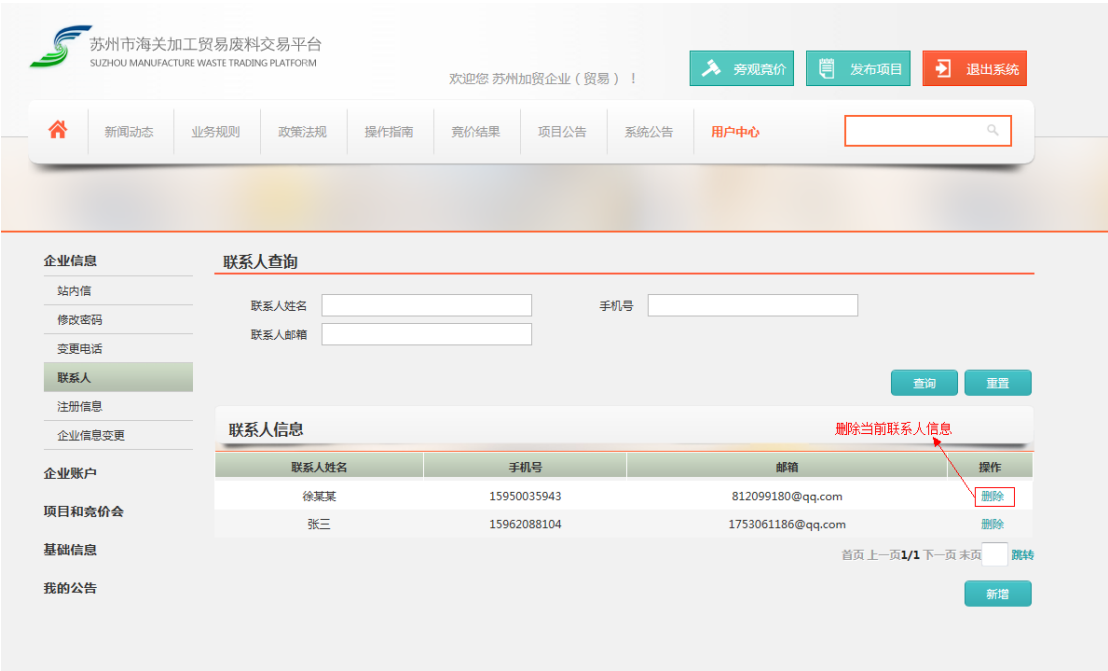 苏州市海关加工贸易废料交易平台
SUZHOU MANUFACTURE WASTE TRADING PLATFORM
欢迎您 苏州加贸企业（贸易）！
旁观竞价 发布项目 退出系统
新闻动态 业务规则 政策法规 操作指南 竞价结果 项目公告 系统公告 用户中心
企业信息
站内信
修改密码
变更电话
联系人
注册信息
企业信息变更
企业账户
项目和竞价会
基础信息
我的公告
联系人查询
联系人姓名 手机号
联系人邮箱
查询 重置
联系人信息
删除当前联系人信息
联系人姓名 手机号 邮箱 操作
徐某某 15950035943 812099180@qq.com 删除
张三 15962088104 1753061186@qq.com 删除
首页 上一页1/1 下一页 末页 跳转
新增